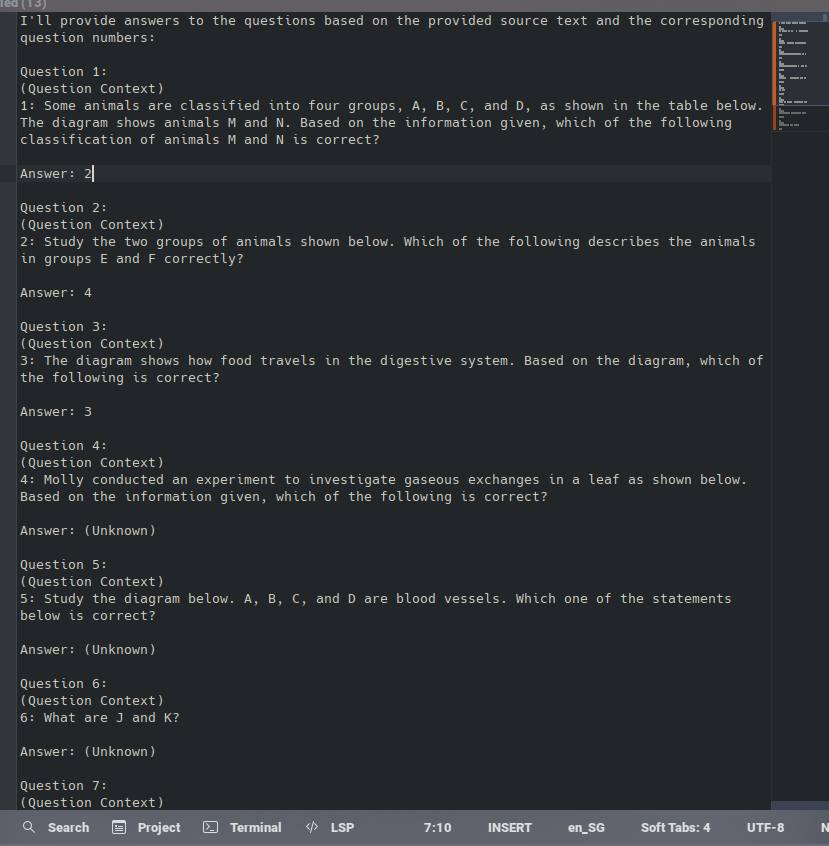 led (13)
I'll provide answers to the questions based on the provided source text and the corresponding
question numbers:
Question 1:
(Question Context)
1: Some animals are classified into four groups, A, B, C, and D, as shown in the table below.
The diagram shows animals M and N. Based on the information given, which of the following
classification of animals M and N is correct?
Answer: 2
Question 2:
(Question Context)
2: Study the two groups of animals shown below. Which of the following describes the animals
in groups E and F correctly?
Answer: 4
Question 3:
(Question Context)
3: The diagram shows how food travels in the digestive system. Based on the diagram, which of
the following is correct?
Answer: 3
Question 4:
(Question Context)
4: Molly conducted an experiment to investigate gaseous exchanges in a leaf as shown below.
Based on the information given, which of the following is correct?
Answer: (Unknown)
Question 5:
(Question Context)
5: Study the diagram below. A, B, C, and D are blood vessels. Which one of the statements
below is correct?
Answer: (Unknown)
Question 6:
(Question Context)
6: What are J and K?
Answer: (Unknown)
Question 7:
(Question Context)
Search Project Terminal LSP 7:10 INSERT en_SG Soft Tabs: 4 UTF-8 N